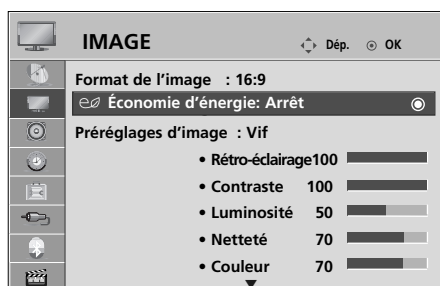 IMAGE Dép. OK
Format de l'image : 16:9
Économie d'énergie: Arrêt
Préréglages d'image : Vif
• Rétro-éclairage100
• Contraste 100
• Luminosité 50
• Netteté 70
• Couleur 70